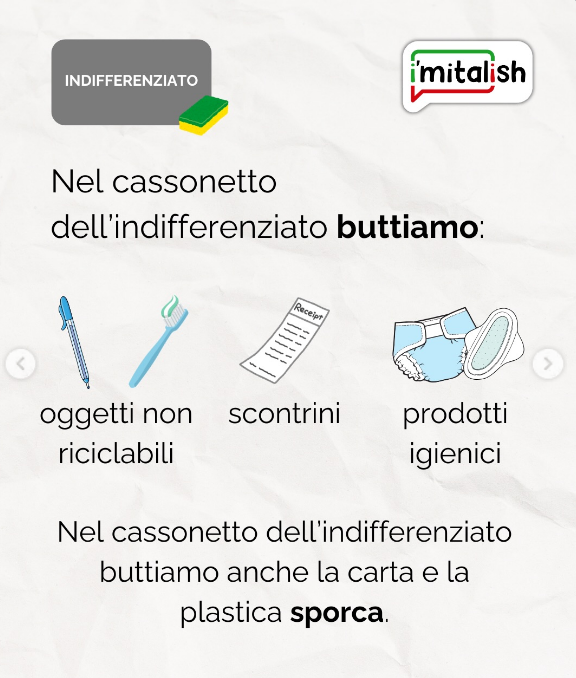 INDIFFERENZIATO
i'mitalish
Nel cassonetto
dell'indifferenziato buttiamo:
Receipt
oggetti non
riciclabili
scontrini
prodotti
igienici
Nel cassonetto dell'indifferenziato
buttiamo anche la carta e la
plastica sporca.